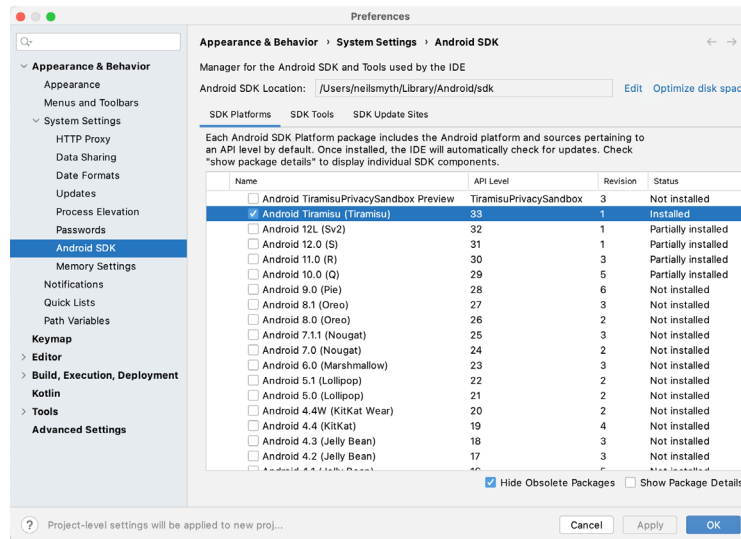 Preferences
Appearance & Behavior › System Settings › Android SDK
Manager for the Android SDK and Tools used by the IDE
Android SDK Location: /Users/neilsmyth/Library/Android/sdk Edit Optimize disk spac
Appearance & Behavior
Appearance
Menus and Toolbars
System Settings
HTTP Proxy
Data Sharing
Date Formats
Updates
Process Elevation
Passwords
Android SDK
Memory Settings
Notifications
Quick Lists
Path Variables
Keymap
Editor
Build, Execution, Deployment
Kotlin
Tools
Advanced Settings
SDK Platforms SDK Tools SDK Update Sites
Each Android SDK Platform package includes the Android platform and sources pertaining to
an API level by default. Once installed, the IDE will automatically check for updates. Check
"show package details" to display individual SDK components.
Name API Level Revision Status
Android TiramisuPrivacySandbox Preview TiramisuPrivacySandbox 3 Not installed
Android Tiramisu (Tiramisu) 33 1 Installed
Android 12L (Sv2) 32 1 Partially installed
Android 12.0 (S) 31 1 Partially installed
Android 11.0 (R) 30 3 Partially installed
Android 10.0 (Q) 29 5 Partially installed
Android 9.0 (Pie) 28 6 Not installed
Android 8.1 (Oreo) 27 3 Not installed
Android 8.0 (Oreo) 26 2 Not installed
Android 7.1.1 (Nougat) 25 3 Not installed
Android 7.0 (Nougat) 24 2 Not installed
Android 6.0 (Marshmallow) 23 3 Not installed
Android 5.1 (Lollipop) 22 2 Not installed
Android 5.0 (Lollipop) 21 2 Not installed
Android 4.4W (KitKat Wear) 20 2 Not installed
Android 4.4 (KitKat) 19 4 Not installed
Android 4.3 (Jelly Bean) 18 3 Not installed
Android 4.2 (Jelly Bean) 17 3 Not installed
Android 4.1 (Jelly Bean) 16 5 Not installed
Hide Obsolete Packages Show Package Details
? Project-level settings will be applied to new proj... Cancel Apply OK